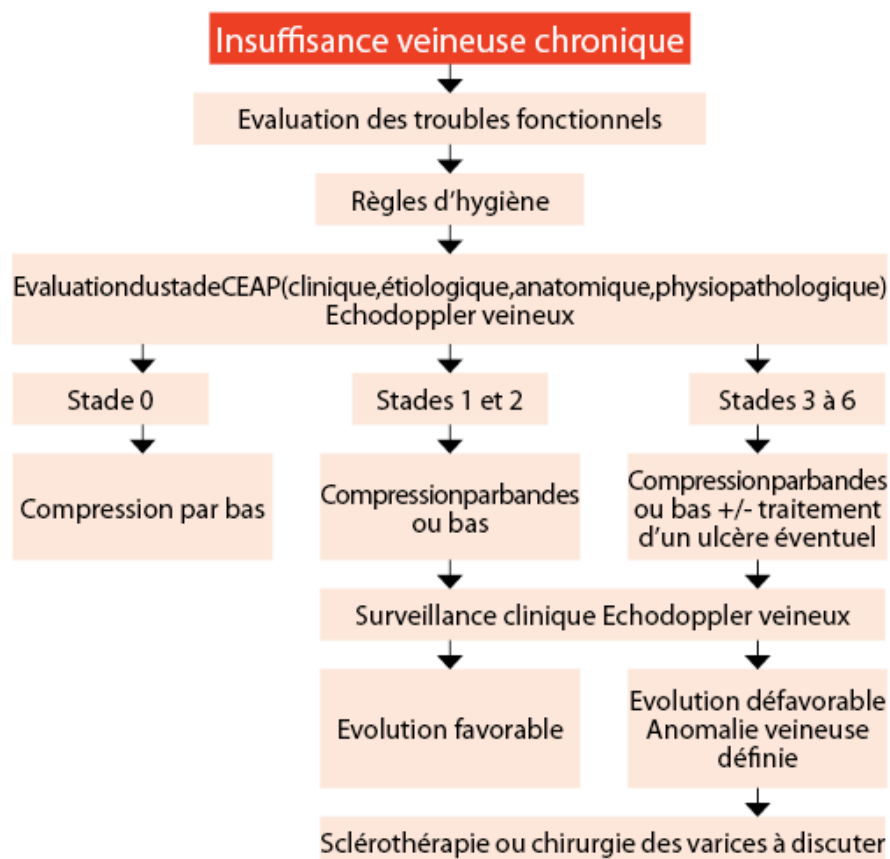 Insuffisance veineuse chronique
Evaluation des troubles fonctionnels
Règles d'hygiène
EvaluationdustadeCEAP(clinique,étiologique,anatomique,physiopathologique)
Echodoppler veineux
Stade 0
Stades 1 et 2
Stades 3 à 6
Compression par bas
Compressionparbandes
ou bas
Compressionparbandes
ou bas +/- traitement
d'un ulcère éventuel
Surveillance clinique Echodoppler veineux
Evolution favorable
Evolution défavorable
Anomalie veineuse
définie
Sclérothérapie ou chirurgie des varices à discuter